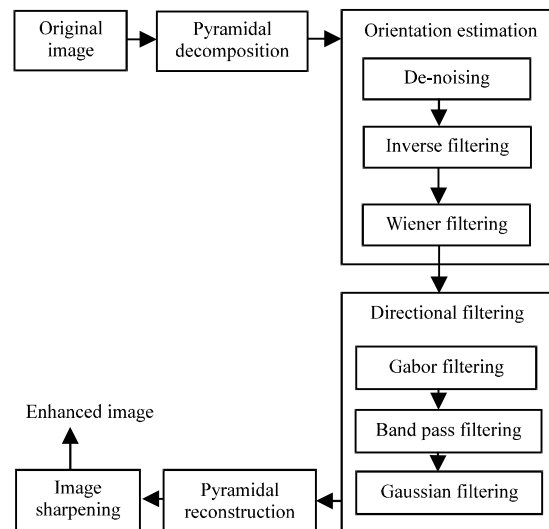 Original
image
Pyramidal
decomposition
Orientation estimation
De-noising
Inverse filtering
Wiener filtering
Directional filtering
Gabor filtering
Band pass filtering
Gaussian filtering
Pyramidal
reconstruction
Image
sharpening
Enhanced image